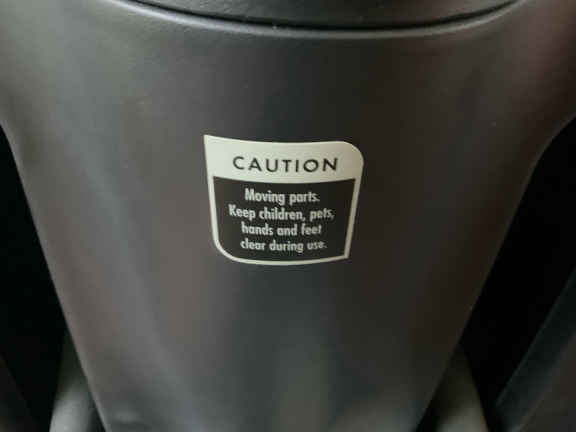 CAUTION
Moving parts.
Keep children, pets,
hands and feet
clear during use.